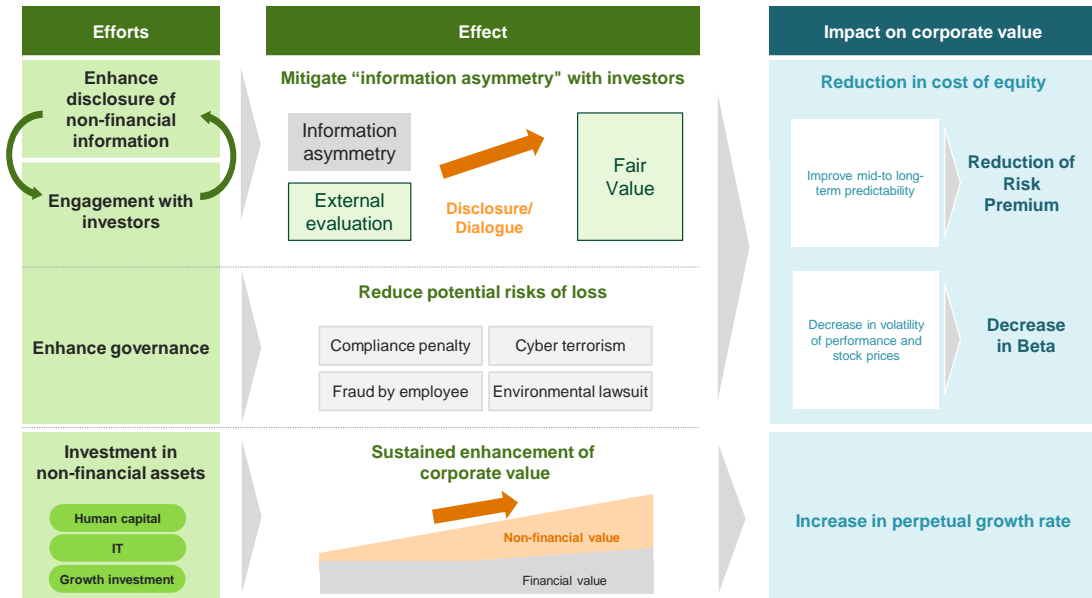 Efforts
Effect
Impact on corporate value
Enhance
disclosure of
non-financial
information
Engagement with
investors
Mitigate “information asymmetry" with investors
Information
asymmetry
External
evaluation
Disclosure/
Dialogue
Fair
Value
Reduction in cost of equity
Improve mid-to long-
term predictability
Reduction of
Risk
Premium
Enhance governance
Reduce potential risks of loss
Compliance penalty
Cyber terrorism
Fraud by employee
Environmental lawsuit
Decrease in volatility
of performance and
stock prices
Decrease
in Beta
Investment in
non-financial assets
Human capital
IT
Growth investment
Sustained enhancement of
corporate value
Non-financial value
Financial value
Increase in perpetual growth rate